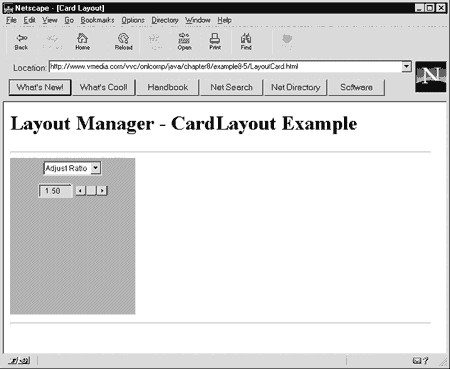 Netscape - [Card Layout]
File Edit View Go Bookmarks Options Directory Window Help
Back Home Reload Open Print Find
Location: http://www.vmedia.com/vvc/onlcomp/java/chapter8/example8-5/LayoutCard.html
N
What's New! What's Cool! Handbook Net Search Net Directory Software
Layout Manager - CardLayout Example
Adjust Ratio
1.50